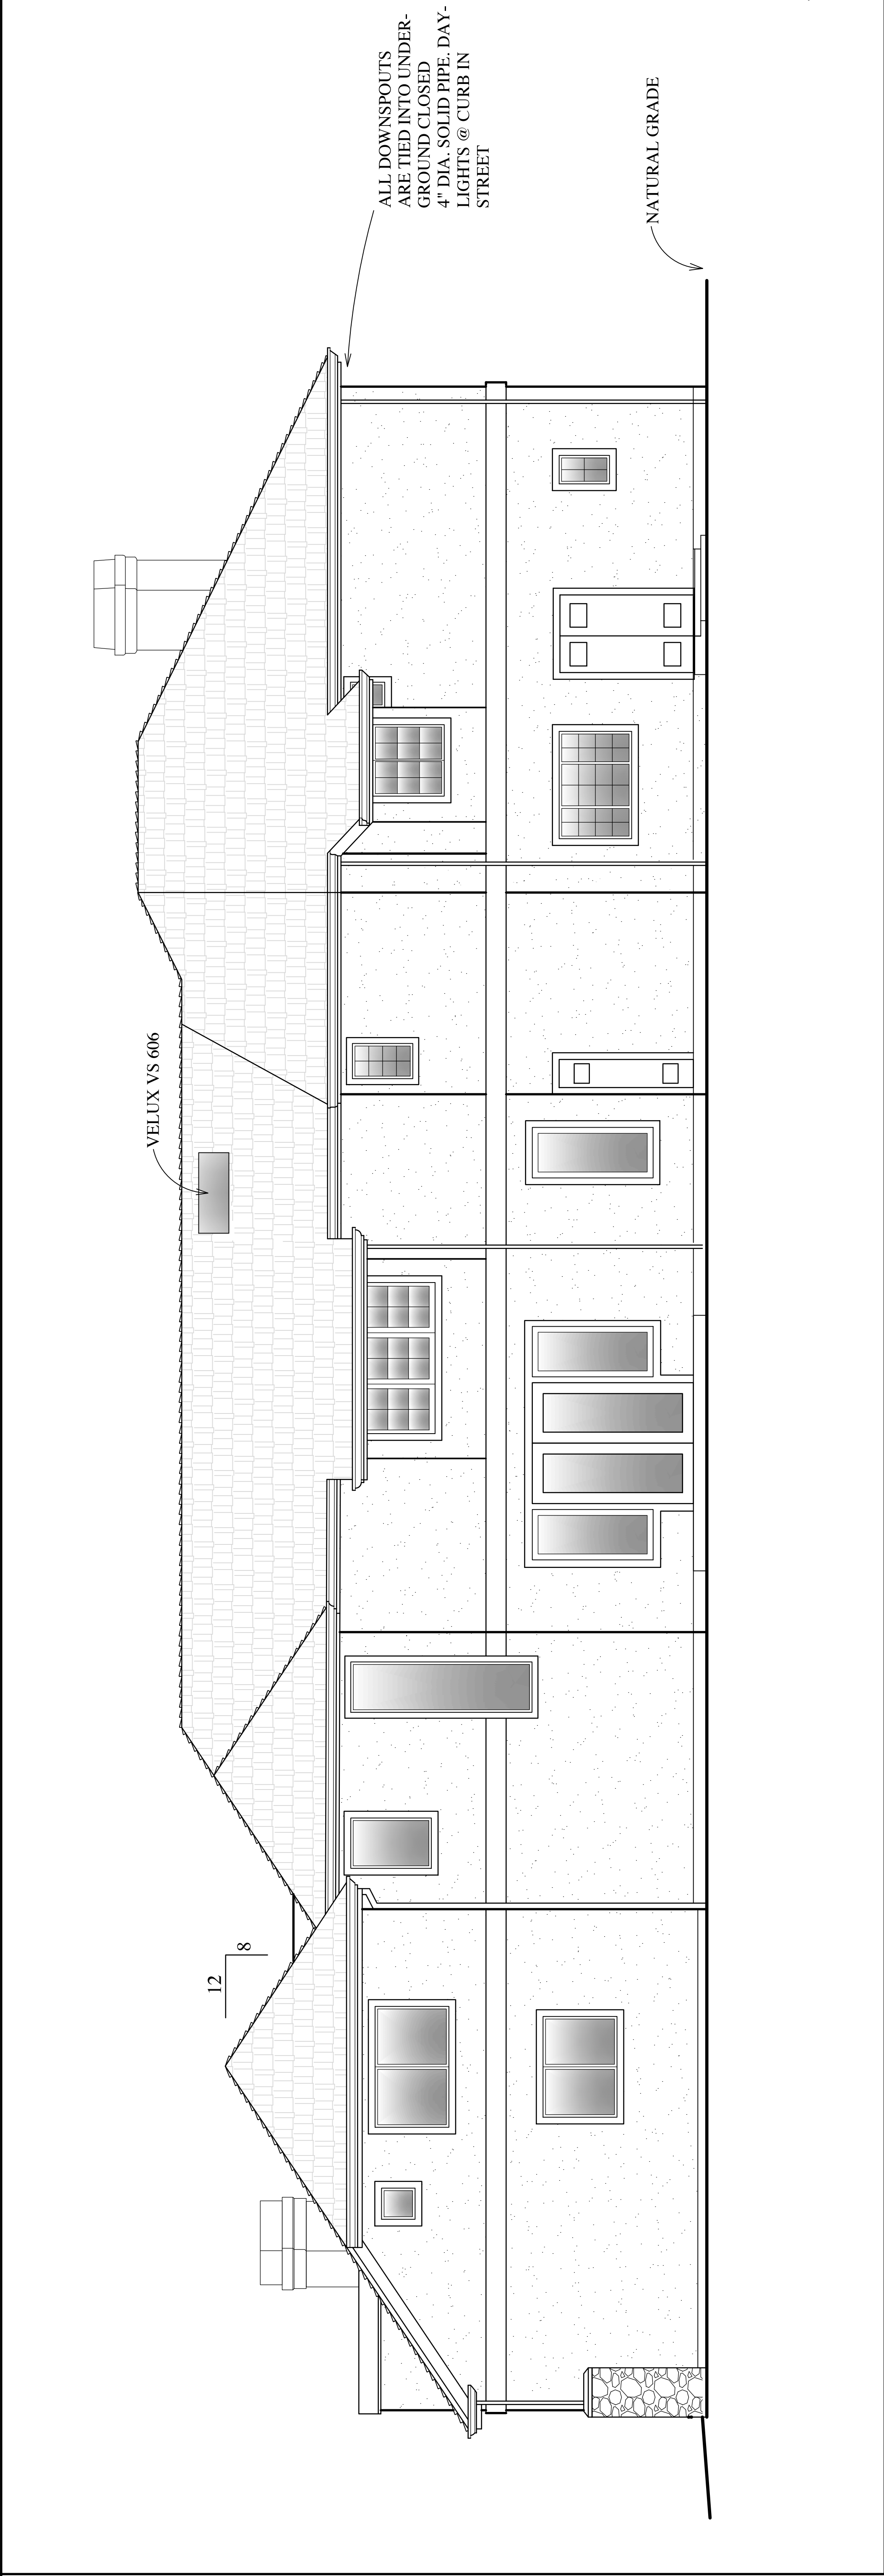 12
8
VELUX VS 606
ALL DOWNSPOUTS
ARE TIED INTO UNDER-
GROUND CLOSED
4" DIA. SOLID PIPE. DAY-
LIGHTS @ CURB IN
STREET
NATURAL GRADE